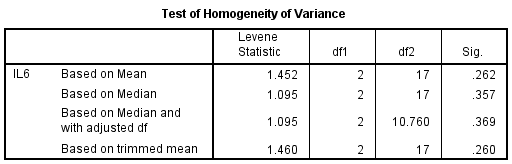 Test of Homogeneity of Variance
Levene Statistic df1 df2 Sig.
IL6 Based on Mean 1.452 2 17 .262
Based on Median 1.095 2 17 .357
Based on Median and with adjusted df 1.095 2 10.760 .369
Based on trimmed mean 1.460 2 17 .260